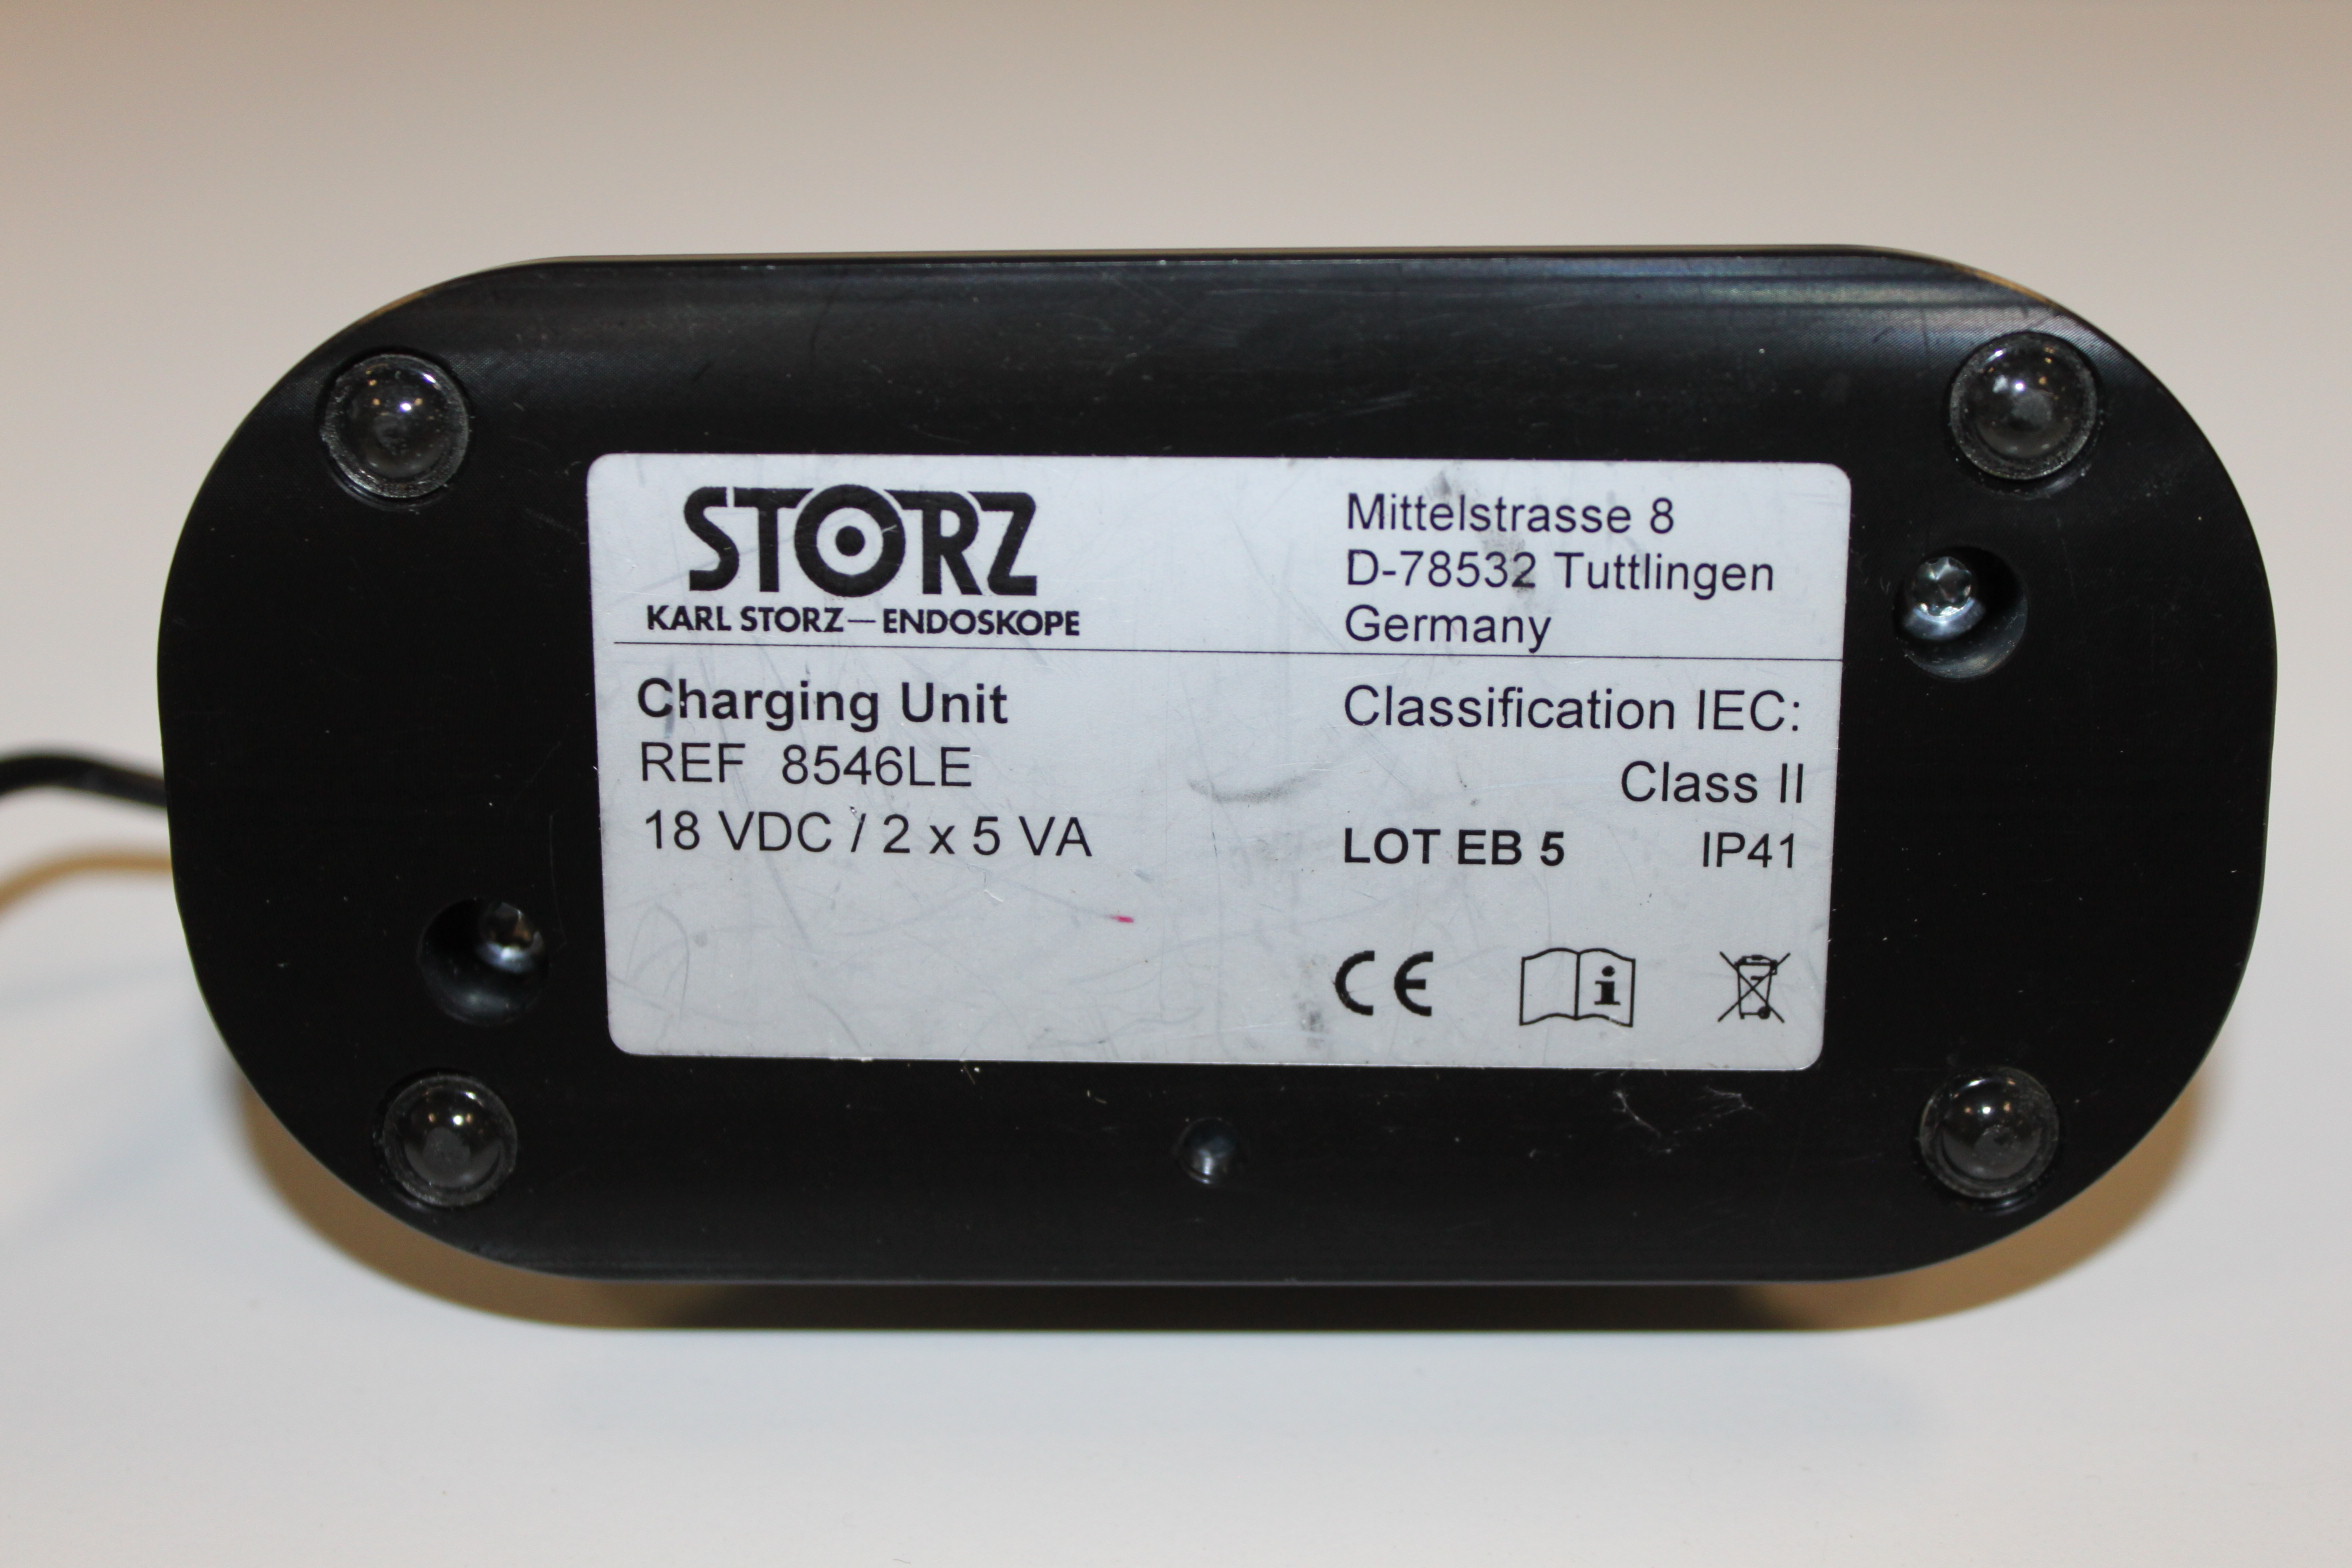 STORZ
KARL STORZ—ENDOSKOPE
Mittelstrasse 8
D-78532 Tuttlingen
Germany
Charging Unit
REF 8546LE
18 VDC / 2 x 5 VA
Classification IEC:
Class II
LOT EB 5 IP41
CE
i